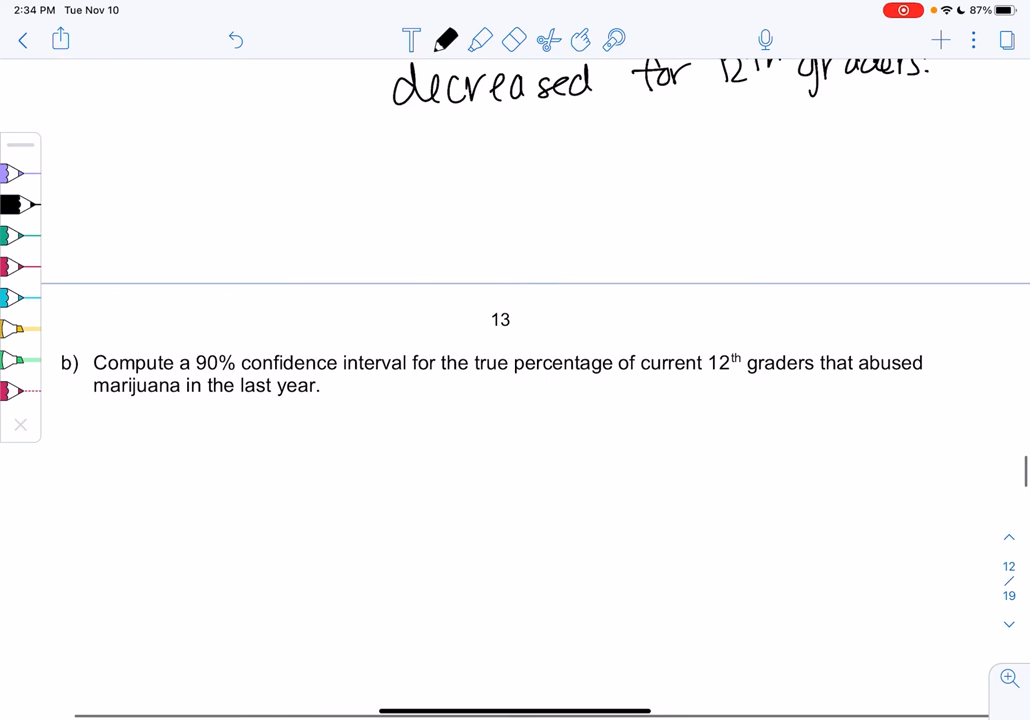 2:34 PM Tue Nov 10
87%
T
decreased for 12th graders.
13
b) Compute a 90% confidence interval for the true percentage of current 12th graders that abused
marijuana in the last year.
12
/
19